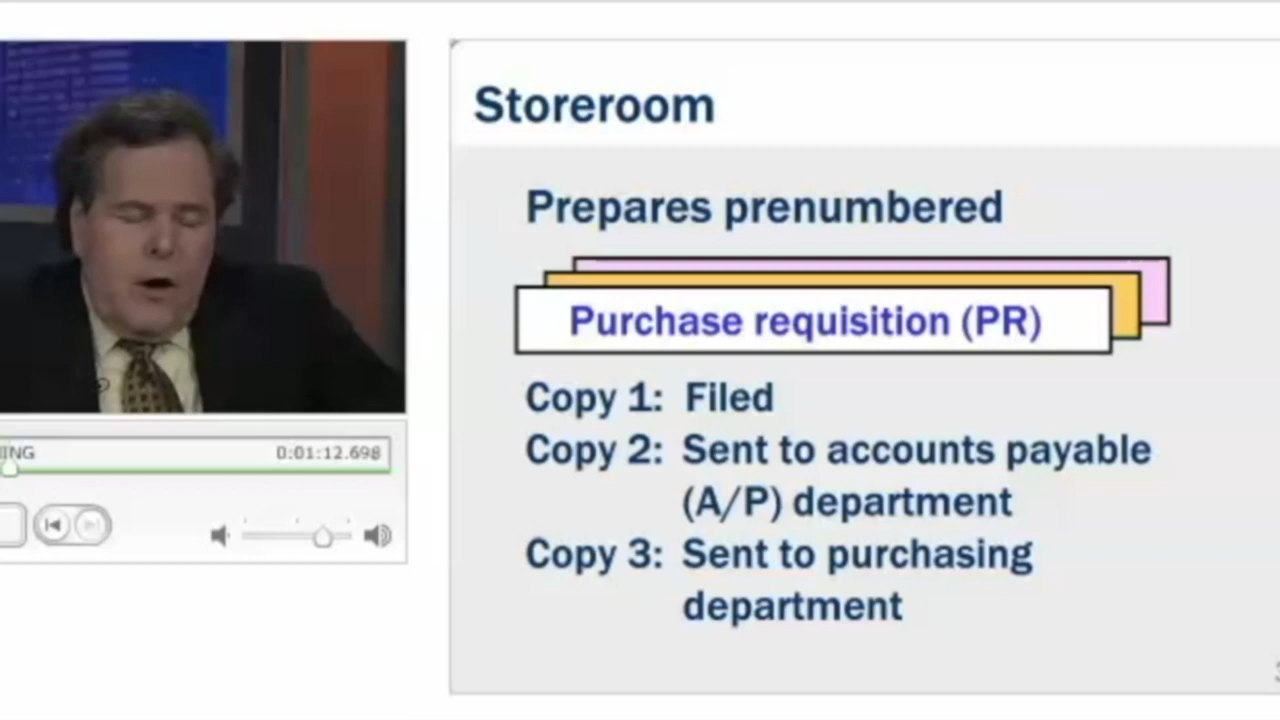 Storeroom
Prepares prenumbered
Purchase requisition (PR)
Copy 1: Filed
Copy 2: Sent to accounts payable
(A/P) department
Copy 3: Sent to purchasing
department
ING
0:01:12.698